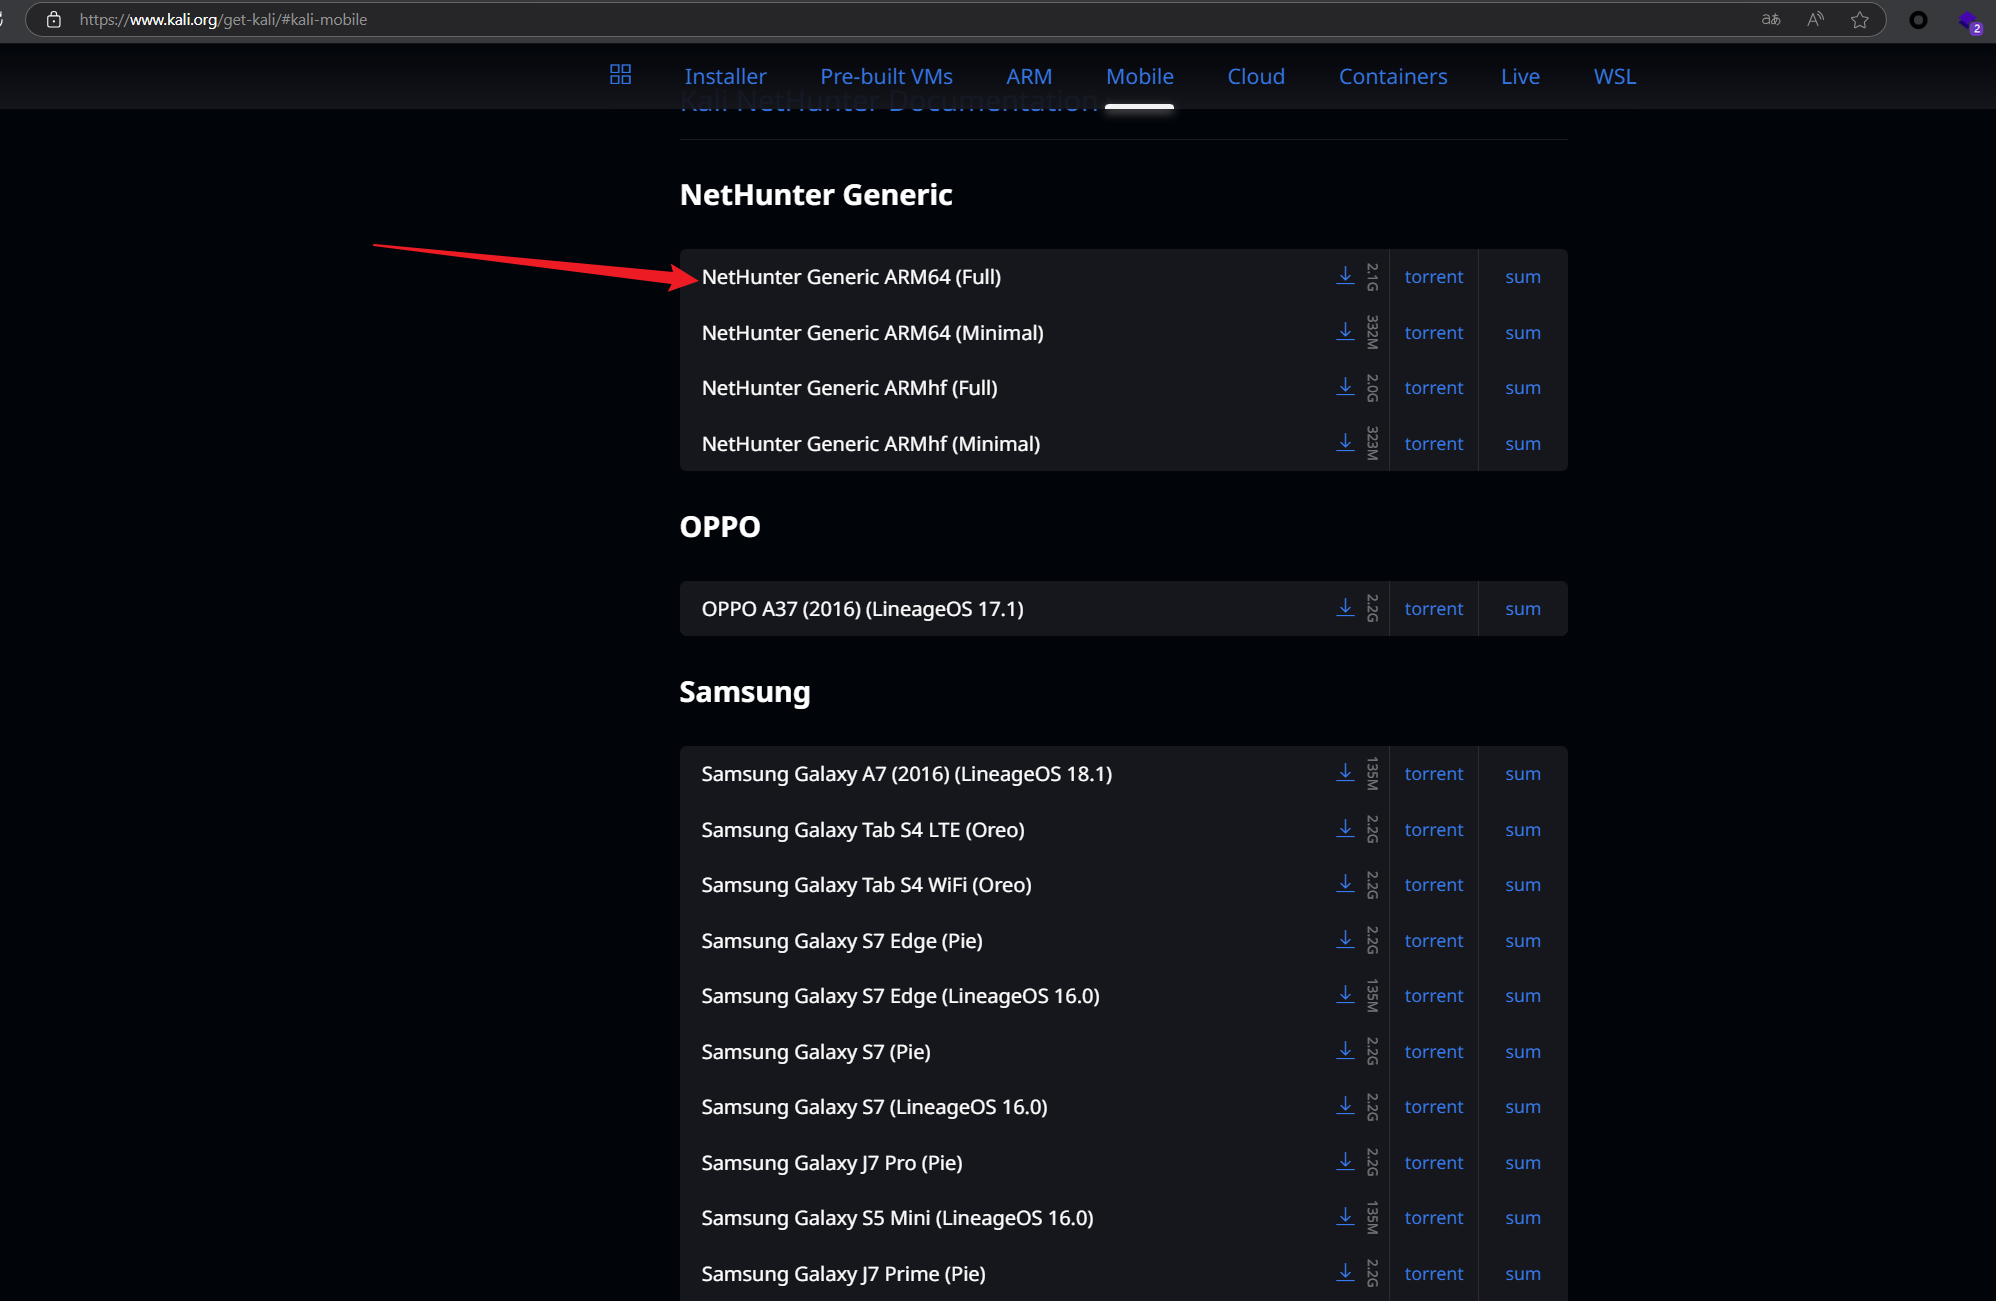 https://www.kali.org/get-kali/#kali-mobile
aあ A 2
Installer Pre-built VMs ARM Mobile Cloud Containers Live WSL
Kali NetHunter Documentation
NetHunter Generic
NetHunter Generic ARM64 (Full) 2.1G torrent sum
NetHunter Generic ARM64 (Minimal) 332M torrent sum
NetHunter Generic ARMhf (Full) 2.0G torrent sum
NetHunter Generic ARMhf (Minimal) 323M torrent sum
OPPO
OPPO A37 (2016) (LineageOS 17.1) 2.2G torrent sum
Samsung
Samsung Galaxy A7 (2016) (LineageOS 18.1) 135M torrent sum
Samsung Galaxy Tab S4 LTE (Oreo) 2.2G torrent sum
Samsung Galaxy Tab S4 WiFi (Oreo) 2.2G torrent sum
Samsung Galaxy S7 Edge (Pie) 2.2G torrent sum
Samsung Galaxy S7 Edge (LineageOS 16.0) 135M torrent sum
Samsung Galaxy S7 (Pie) 2.2G torrent sum
Samsung Galaxy S7 (LineageOS 16.0) 2.2G torrent sum
Samsung Galaxy J7 Pro (Pie) 2.2G torrent sum
Samsung Galaxy S5 Mini (LineageOS 16.0) 135M torrent sum
Samsung Galaxy J7 Prime (Pie) 2.2G torrent sum